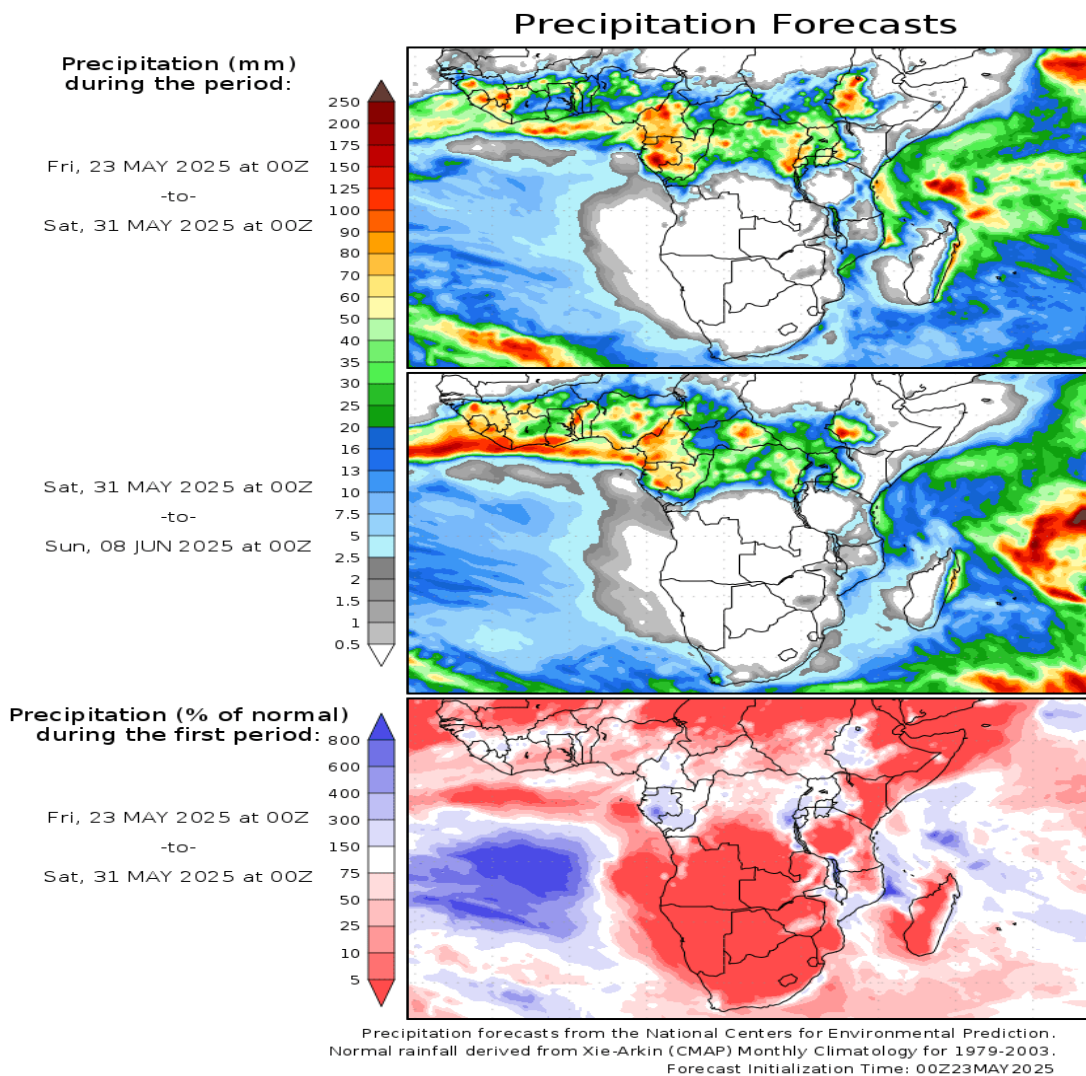 Precipitation Forecasts
Precipitation (mm)
during the period:
Fri, 23 MAY 2025 at 00Z
-to-
Sat, 31 MAY 2025 at 00Z
250
200
175
150
125
100
90
80
70
60
50
40
35
30
25
20
16
13
10
7.5
5
2.5
2
1.5
1
0.5
Sat, 31 MAY 2025 at 00Z
-to-
Sun, 08 JUN 2025 at 00Z
Precipitation (% of normal)
during the first period:
Fri, 23 MAY 2025 at 00Z
-to-
Sat, 31 MAY 2025 at 00Z
800
600
400
300
150
75
50
25
10
5
Precipitation forecasts from the National Centers for Environmental Prediction.
Normal rainfall derived from Xie-Arkin (CMAP) Monthly Climatology for 1979-2003.
Forecast Initialization Time: 00Z23MAY2025